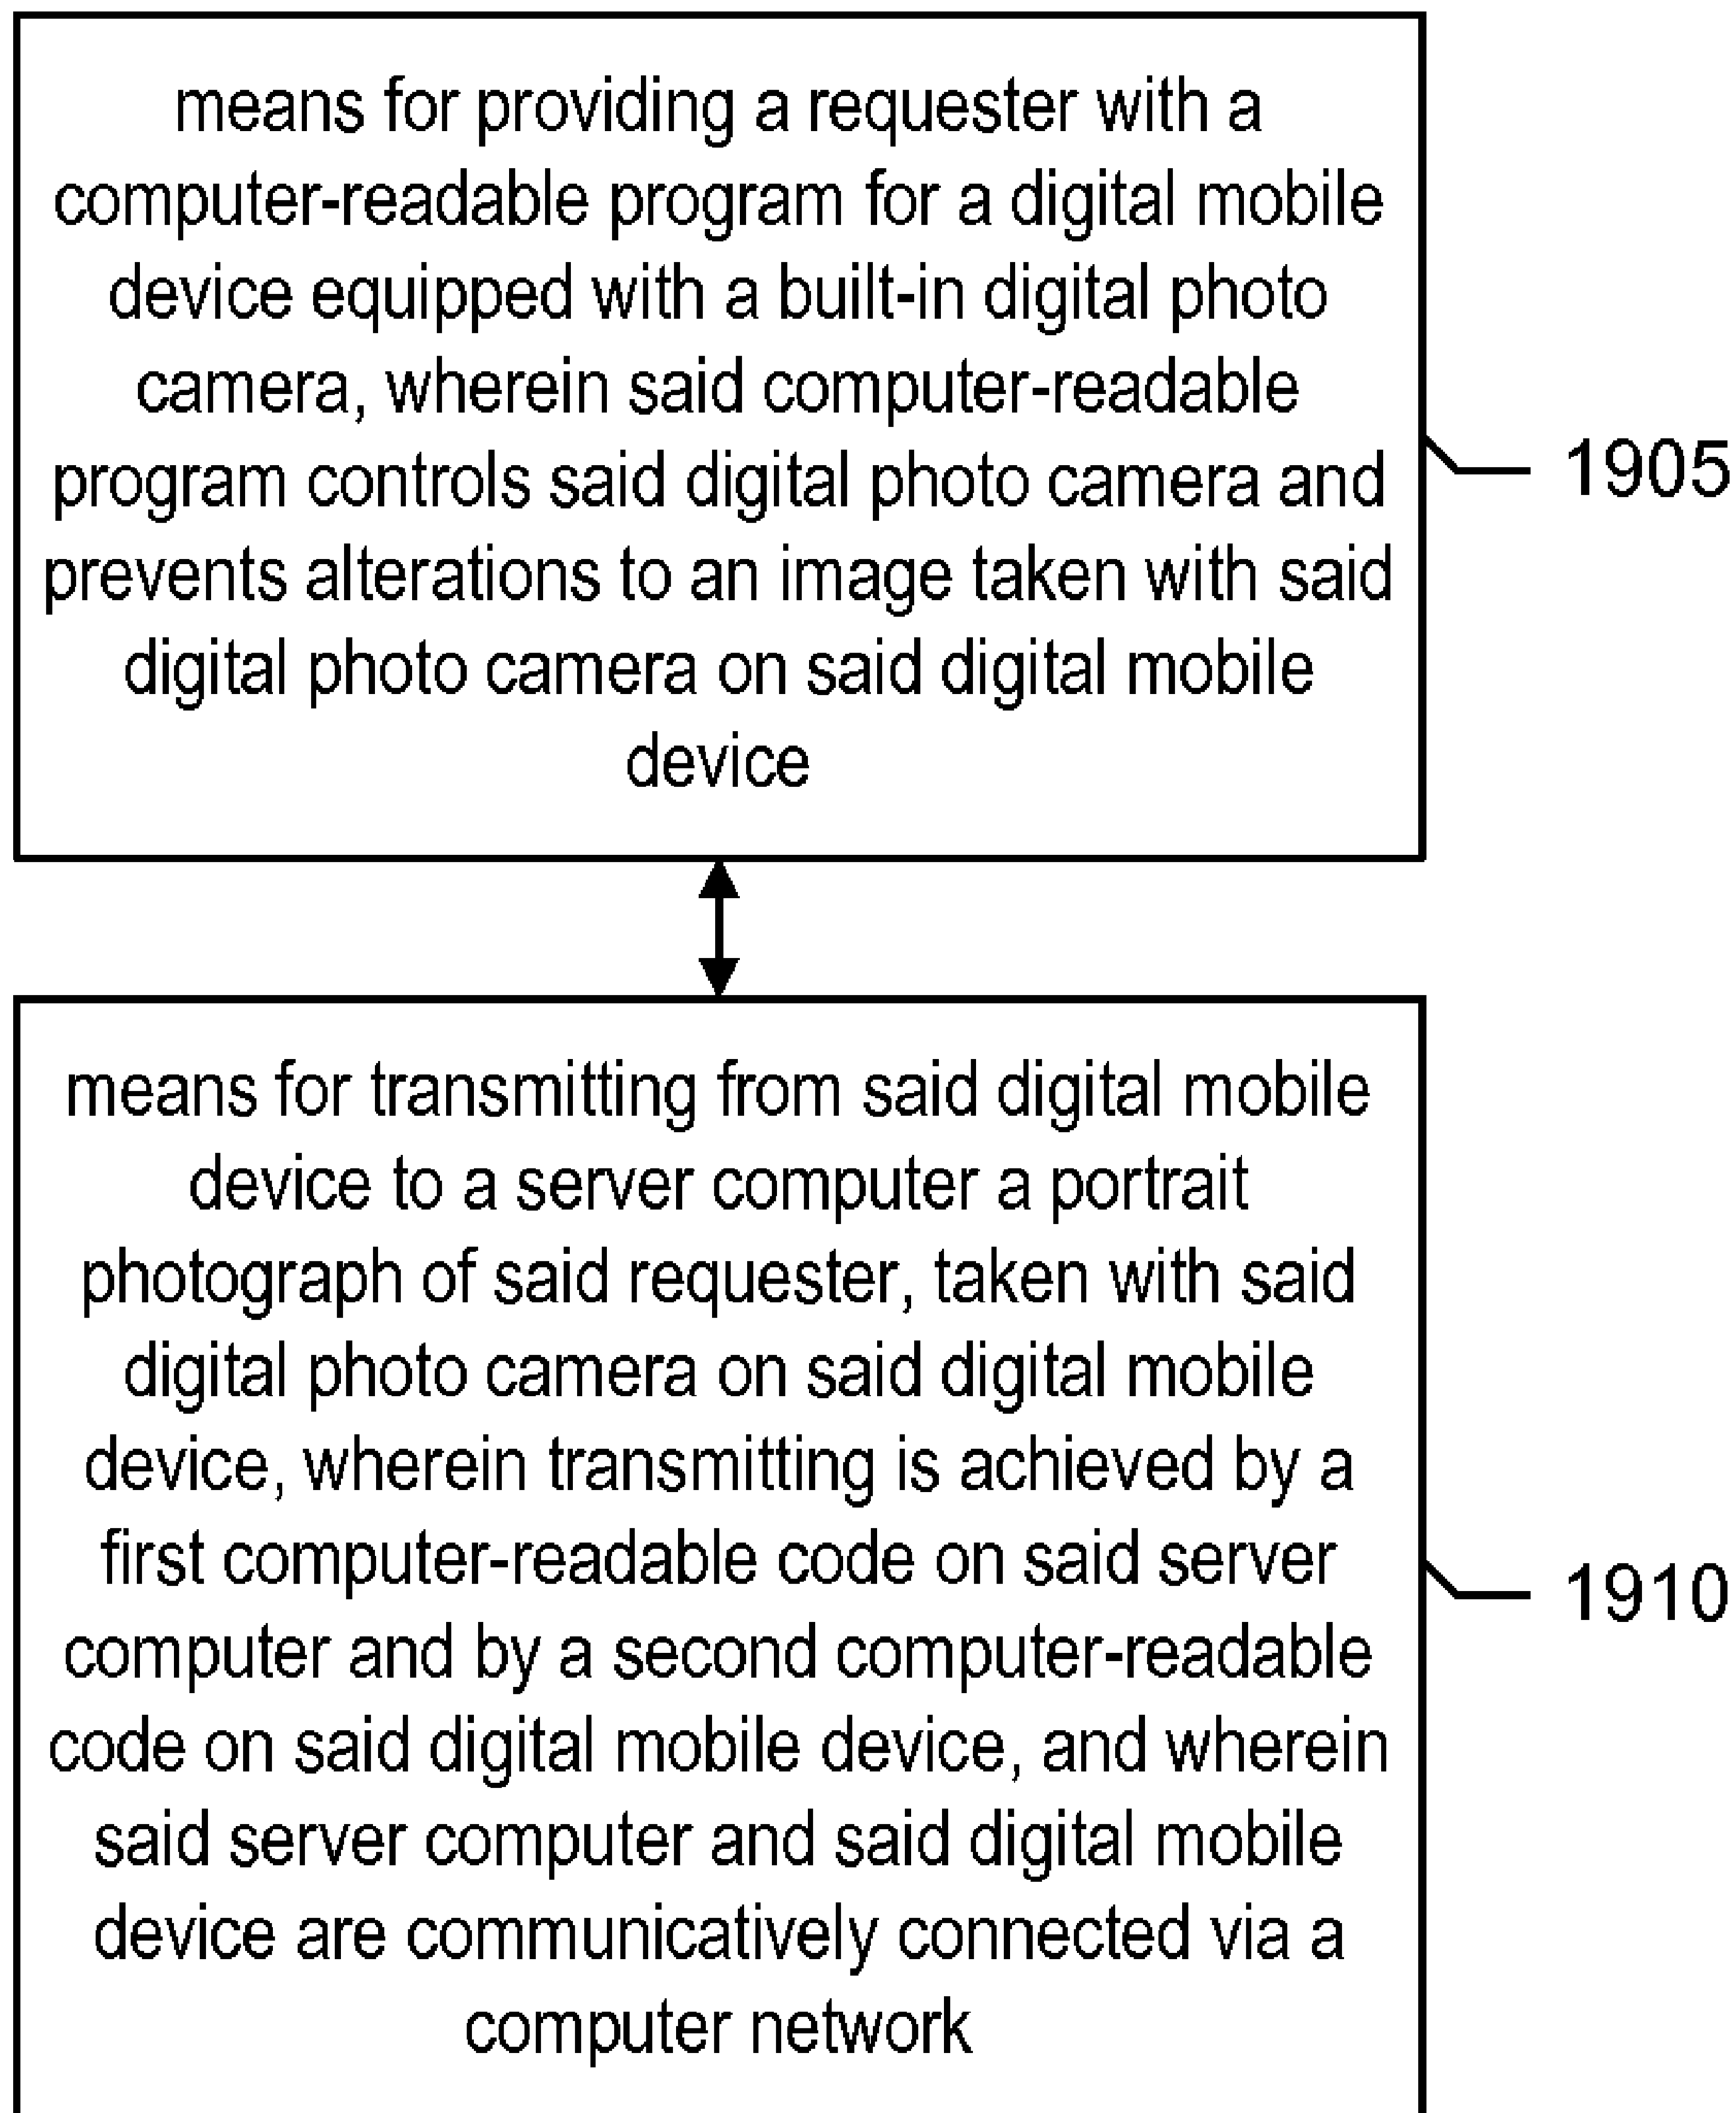 means for providing a requester with a
computer-readable program for a digital mobile
device equipped with a built-in digital photo
camera, wherein said computer-readable
program controls said digital photo camera and
prevents alterations to an image taken with said
digital photo camera on said digital mobile
device
1905
means for transmitting from said digital mobile
device to a server computer a portrait
photograph of said requester, taken with said
digital photo camera on said digital mobile
device, wherein transmitting is achieved by a
first computer-readable code on said server
computer and by a second computer-readable
code on said digital mobile device, and wherein
said server computer and said digital mobile
device are communicatively connected via a
computer network
1910